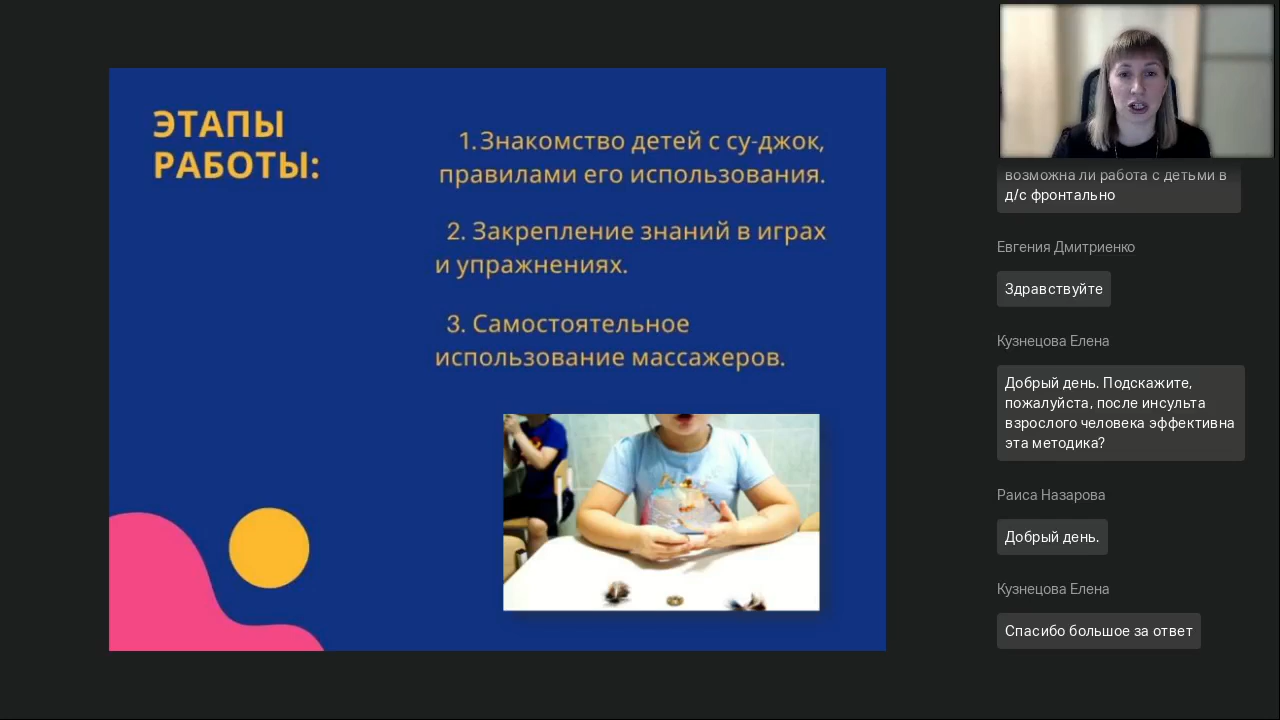 ЭТАПЫ
РАБОТЫ:
1.Знакомство детей с су-джок,
правилами его использования.
2. Закрепление знаний в играх
и упражнениях.
3. Самостоятельное
использование массажеров.
возможна ли работа с детьми в
д/с фронтально
Евгения Дмитриенко
Здравствуйте
Кузнецова Елена
Добрый день. Подскажите,
пожалуйста, после инсульта
взрослого человека эффективна
эта методика?
Раиса Назарова
Добрый день.
Кузнецова Елена
Спасибо большое за ответ